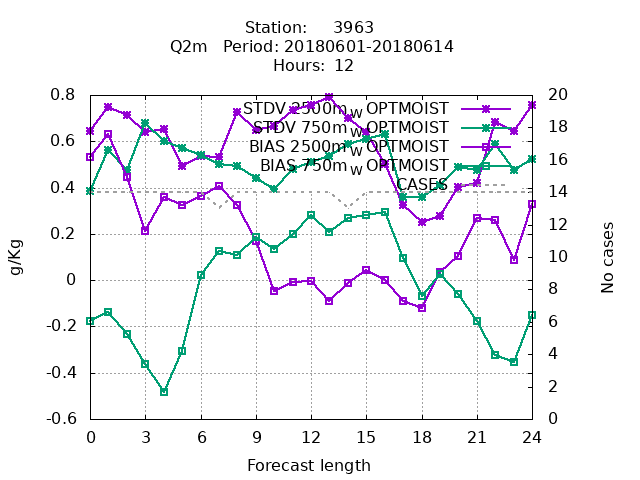 Station: 3963
Q2m Period: 20180601-20180614
Hours: 12
STDV 2500m_W OPTMOIST
STDV 750m_W OPTMOIST
BIAS 2500m_W OPTMOIST
BIAS 750m_W OPTMOIST
CASES
g/Kg
0.8
0.6
0.4
0.2
0
-0.2
-0.4
-0.6
No cases
20
18
16
14
12
10
8
6
4
2
0
0 3 6 9 12 15 18 21 24
Forecast length